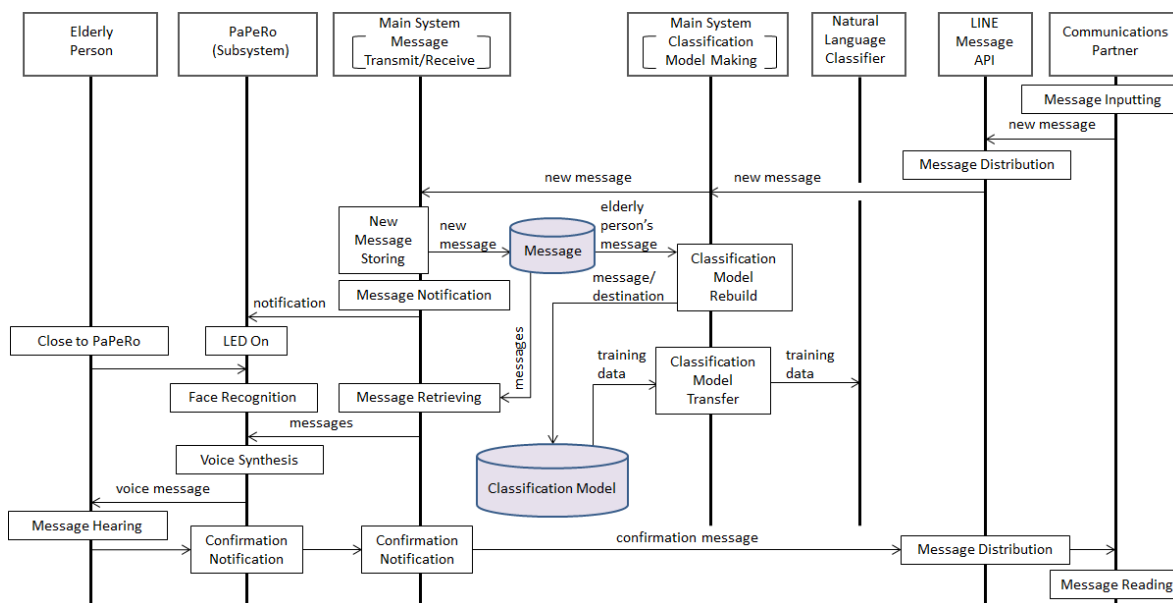 Elderly
Person
PaPeRo
(Subsystem)
Main System
Message
Transmit/Receive
Main System
Classification
Model Making
Natural
Language
Classifier
LINE
Message
API
Communications
Partner
Message Inputting
new message
Message Distribution
new message
new message
New
Message
Storing
new
message
Message
elderly
person's
message
Classification
Model
Rebuild
message/
destination
Message Notification
notification
Close to PaPeRo
LED On
messages
training
data
Classification
Model
Transfer
training
data
Face Recognition
Message Retrieving
messages
Voice Synthesis
Classification Model
voice message
Message Hearing
Confirmation
Notification
Confirmation
Notification
confirmation message
Message Distribution
Message Reading